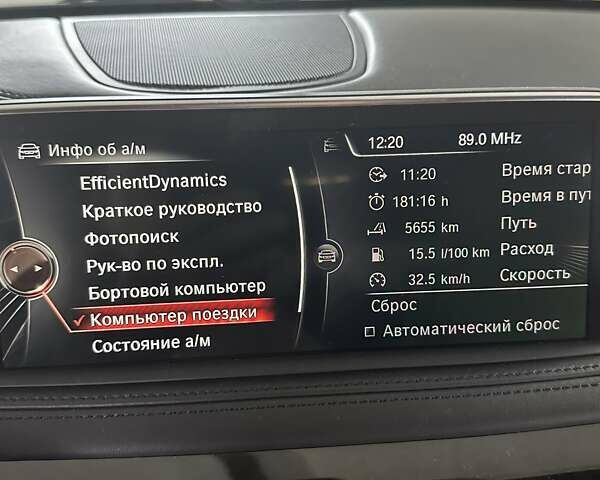 Инфо об а/м
12:20 89.0 MHz
EfficientDynamics
Краткое руководство
Фотопоиск
Рук-во по экспл.
Бортовой компьютер
Компьютер поездки
Состояние а/м
11:20 Время стар
181:16 h Время в пут
5655 km Путь
15.5 l/100 km Расход
32.5 km/h Скорость
Сброс
Автоматический сброс